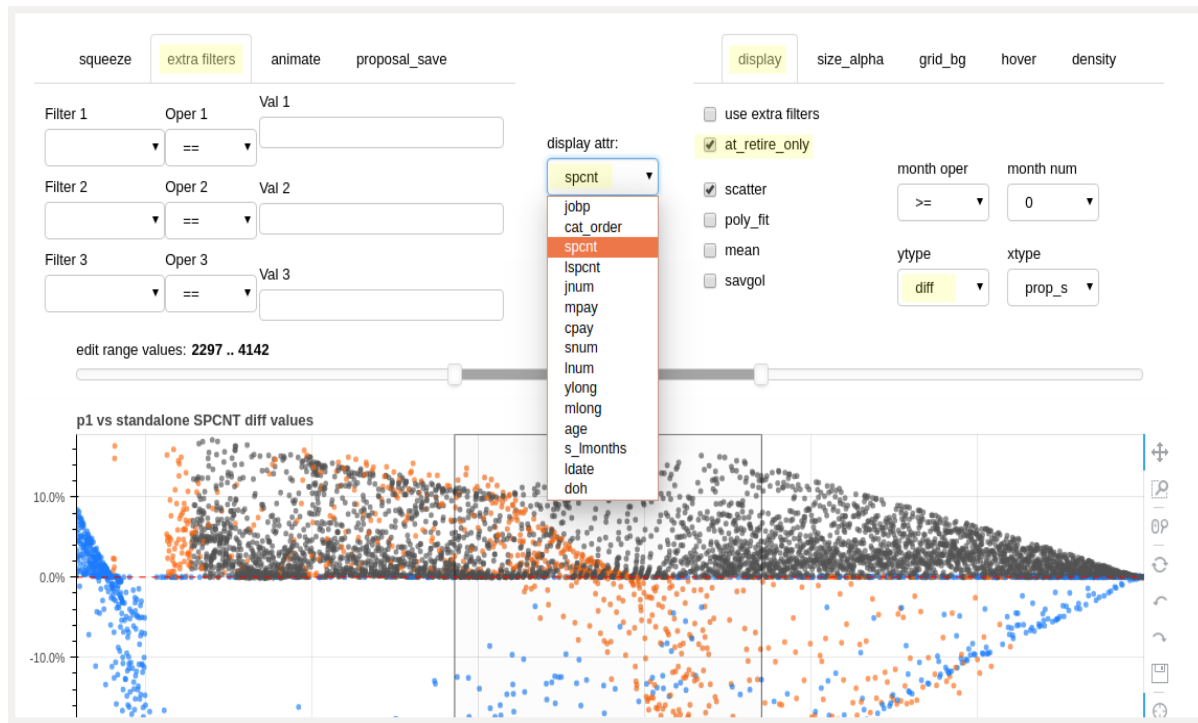 squeeze extra filters animate proposal_save
display size_alpha grid_bg hover density
Filter 1 Oper 1 Val 1
==
Filter 2 Oper 2 Val 2
==
Filter 3 Oper 3 Val 3
==
display attr:
spcnt
jobp
cat_order
spcnt
lspcnt
jnum
mpay
cpay
snum
lnum
ylong
mlong
age
s_lmonths
ldate
doh
use extra filters
at_retire_only
scatter
poly_fit
mean
savgol
month oper month num
>= 0
ytype xtype
diff prop_s
edit range values: 2297 .. 4142
p1 vs standalone SPCNT diff values
10.0%
0.0%
-10.0%